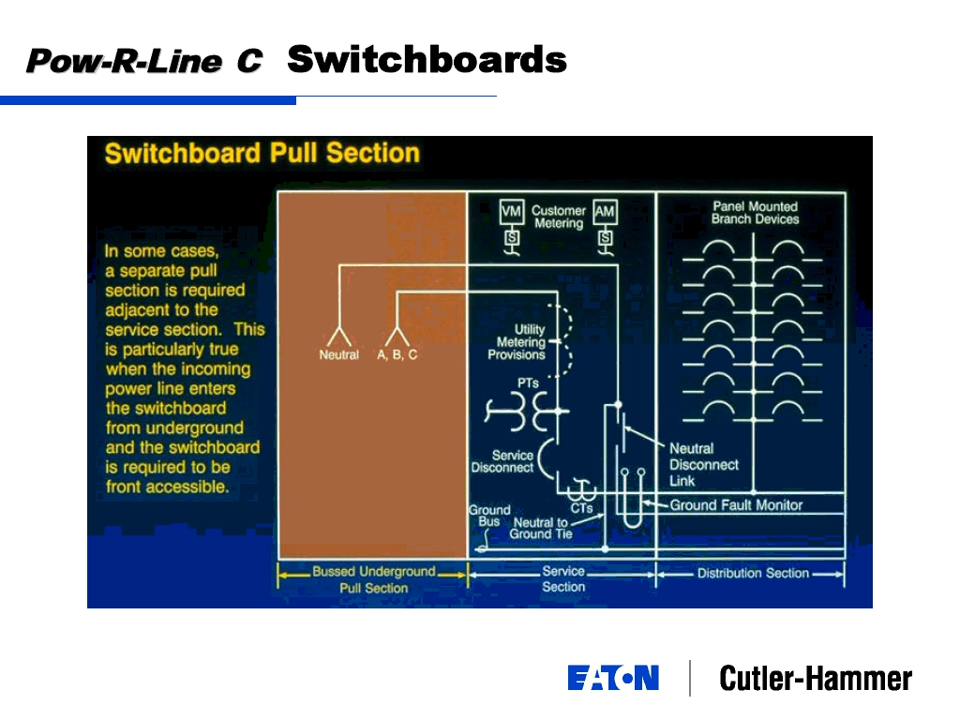 Pow-R-Line C Switchboards
Switchboard Pull Section
In some cases,
a separate pull
section is required
adjacent to the
service section. This
is particularly true
when the incoming
power line enters
the switchboard
from underground
and the switchboard
is required to be
front accessible.
Neutral
A, B, C
VM
Customer
Metering
AM
S
S
Utility
Metering
Provisions
PTs
Service
Disconnect
CTs
Ground
Bus
Neutral to
Ground Tie
Panel Mounted
Branch Devices
Neutral
Disconnect
Link
Ground Fault Monitor
Bussed Underground
Pull Section
Service
Section
Distribution Section
EATON
Cutler-Hammer